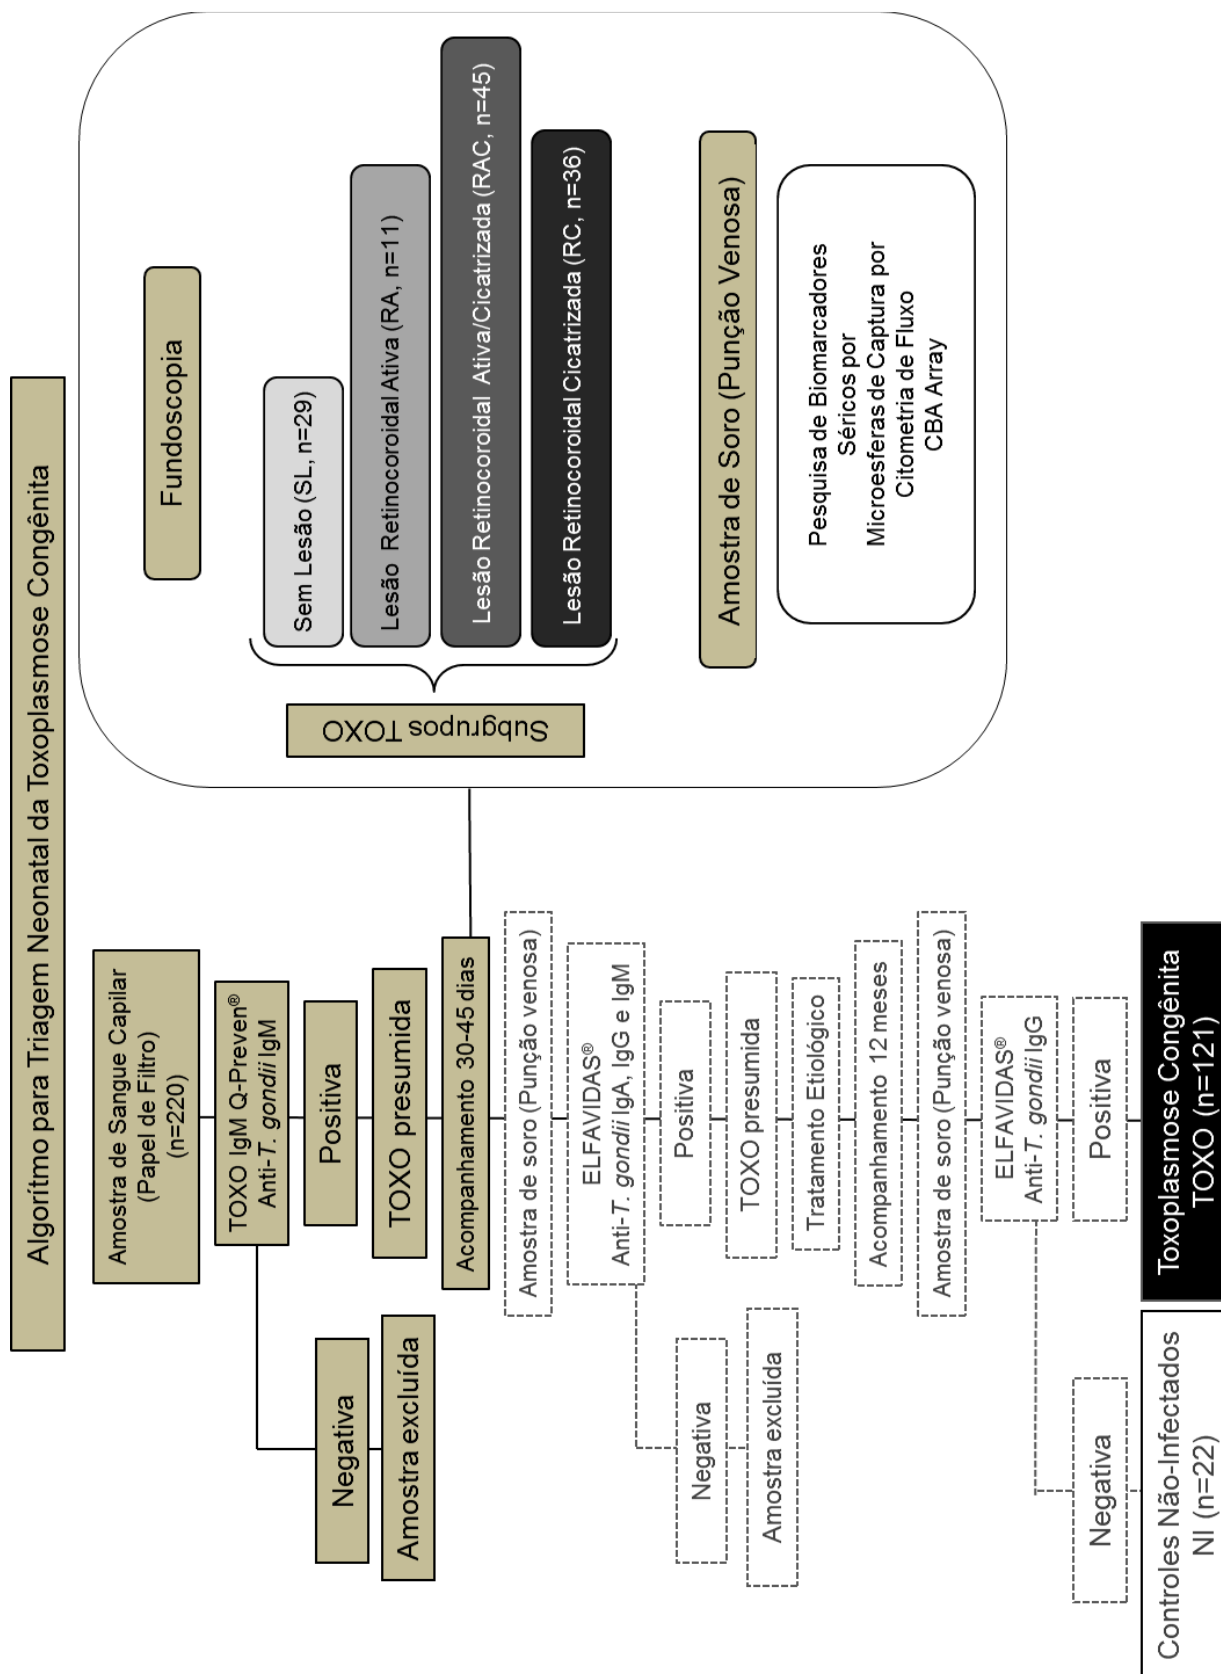 Algorítmo para Triagem Neonatal da Toxoplasmose Congênita
Amostra de Sangue Capilar
(Papel de Filtro)
(n=220)
TOXO IgM Q-Preven®
Anti-T. gondii IgM
Negativa
Amostra excluída
Positiva
TOXO presumida
Acompanhamento 30-45 dias
Amostra de soro (Punção venosa)
ELFAVIDAS®
Anti-T. gondii IgA, IgG e IgM
Negativa
Amostra excluída
Positiva
TOXO presumida
Tratamento Etiológico
Acompanhamento 12 meses
Amostra de soro (Punção venosa)
ELFAVIDAS®
Anti-T. gondii IgG
Negativa
Positiva
Controles Não-Infectados
NI (n=22)
Toxoplasmose Congênita
TOXO (n=121)
Fundoscopia
Subgrupos TOXO
Sem Lesão (SL, n=29)
Lesão Retinocoroidal Ativa (RA, n=11)
Lesão Retinocoroidal Ativa/Cicatrizada (RAC, n=45)
Lesão Retinocoroidal Cicatrizada (RC, n=36)
Amostra de Soro (Punção Venosa)
Pesquisa de Biomarcadores
Séricos por
Microesferas de Captura por
Citometria de Fluxo
CBA Array